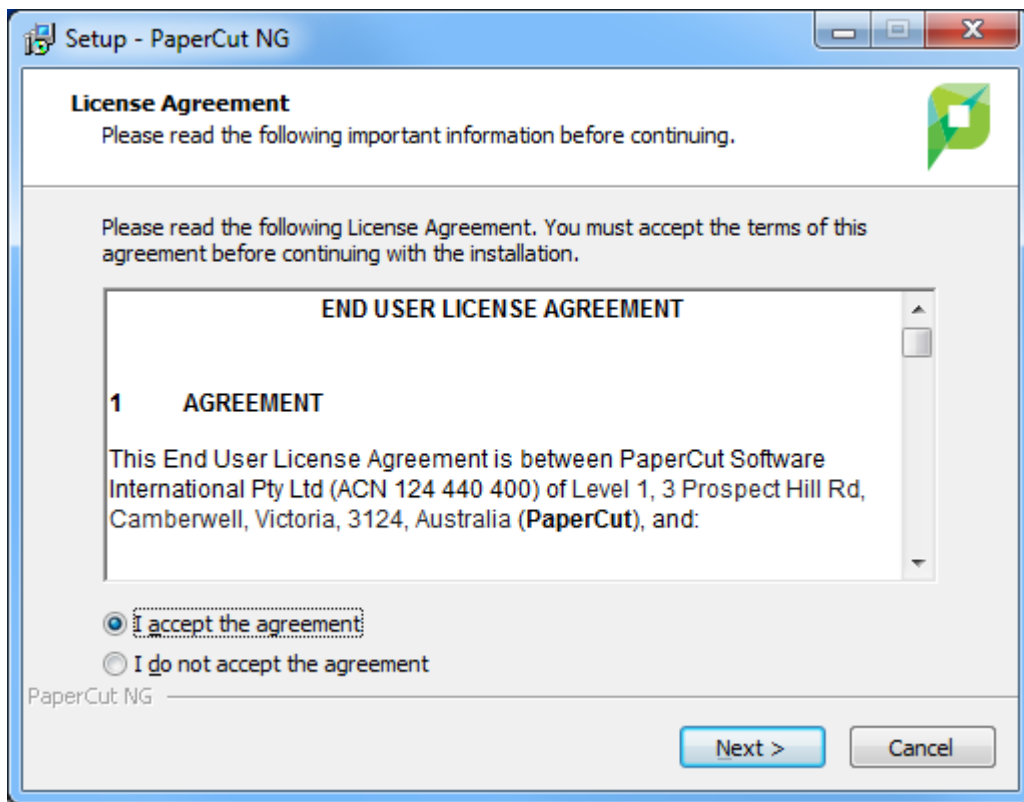 Setup - PaperCut NG
License Agreement
Please read the following important information before continuing.
Please read the following License Agreement. You must accept the terms of this
agreement before continuing with the installation.
END USER LICENSE AGREEMENT
1 AGREEMENT
This End User License Agreement is between PaperCut Software
International Pty Ltd (ACN 124 440 400) of Level 1, 3 Prospect Hill Rd,
Camberwell, Victoria, 3124, Australia (PaperCut), and:
I accept the agreement
I do not accept the agreement
PaperCut NG
Next >
Cancel